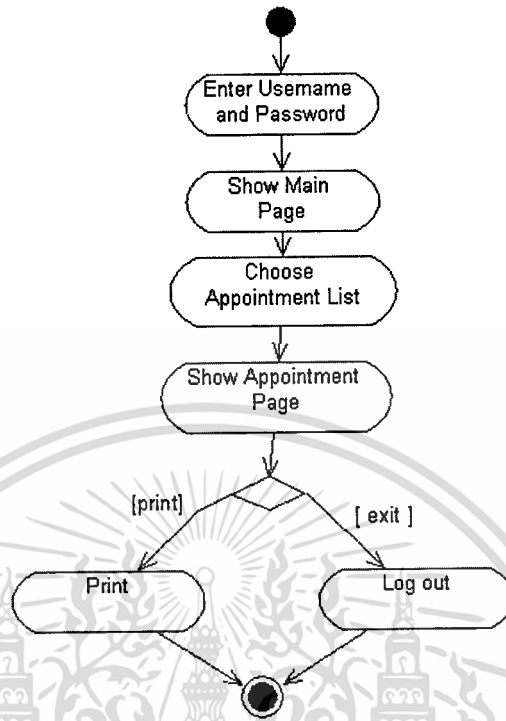 Enter Username
and Password
Show Main
Page
Choose
Appointment List
Show Appointment
Page
[print]
[ exit ]
Print
Log out